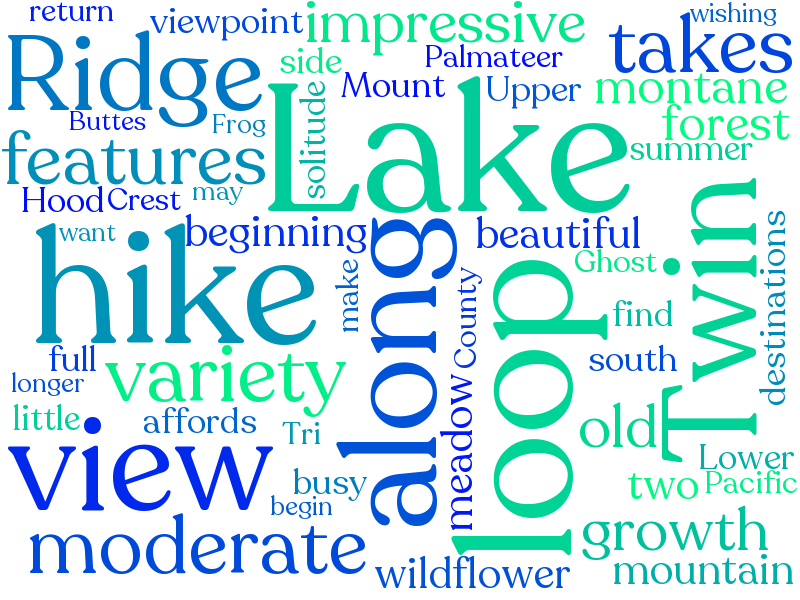 return
viewpoint
impressive
wishing
takes
Ridge
side
Palmateer
Mount
Upper
montane
Lake
solitude
Buttes
Frog
forest
features
summer
Hood
Crest
may
Twin
want
beginning
along
beautiful
destinations
hike
make
County
loop
Ghost
find
full
variety
south
longer
little
affords
Tri
meadow
old
view
busy
Lower
begin
two
Pacific
moderate
growth
wildflower
mountain